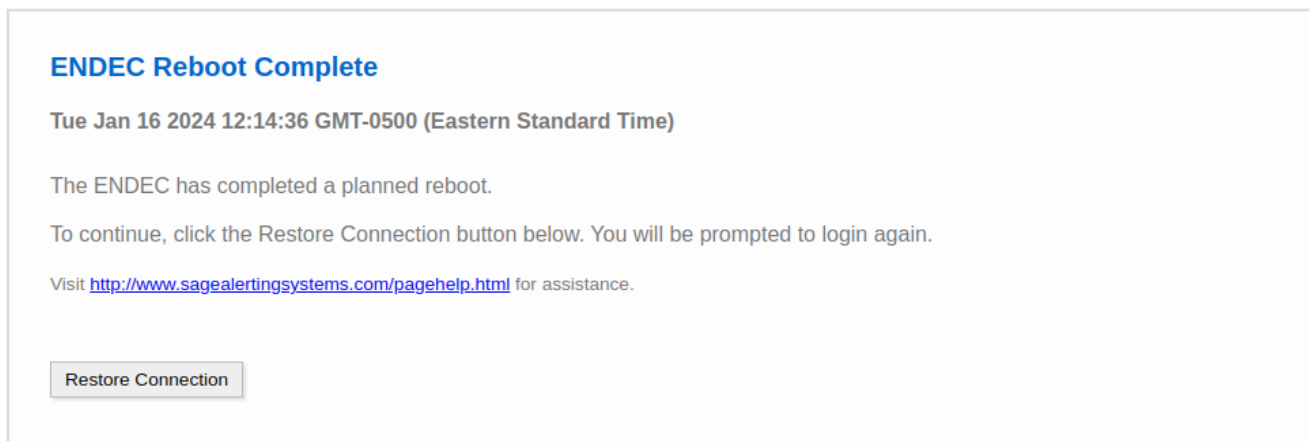 ENDEC Reboot Complete
Tue Jan 16 2024 12:14:36 GMT-0500 (Eastern Standard Time)
The ENDEC has completed a planned reboot.
To continue, click the Restore Connection button below. You will be prompted to login again.
Visit http://www.sagealertingsystems.com/pagehelp.html for assistance.
Restore Connection